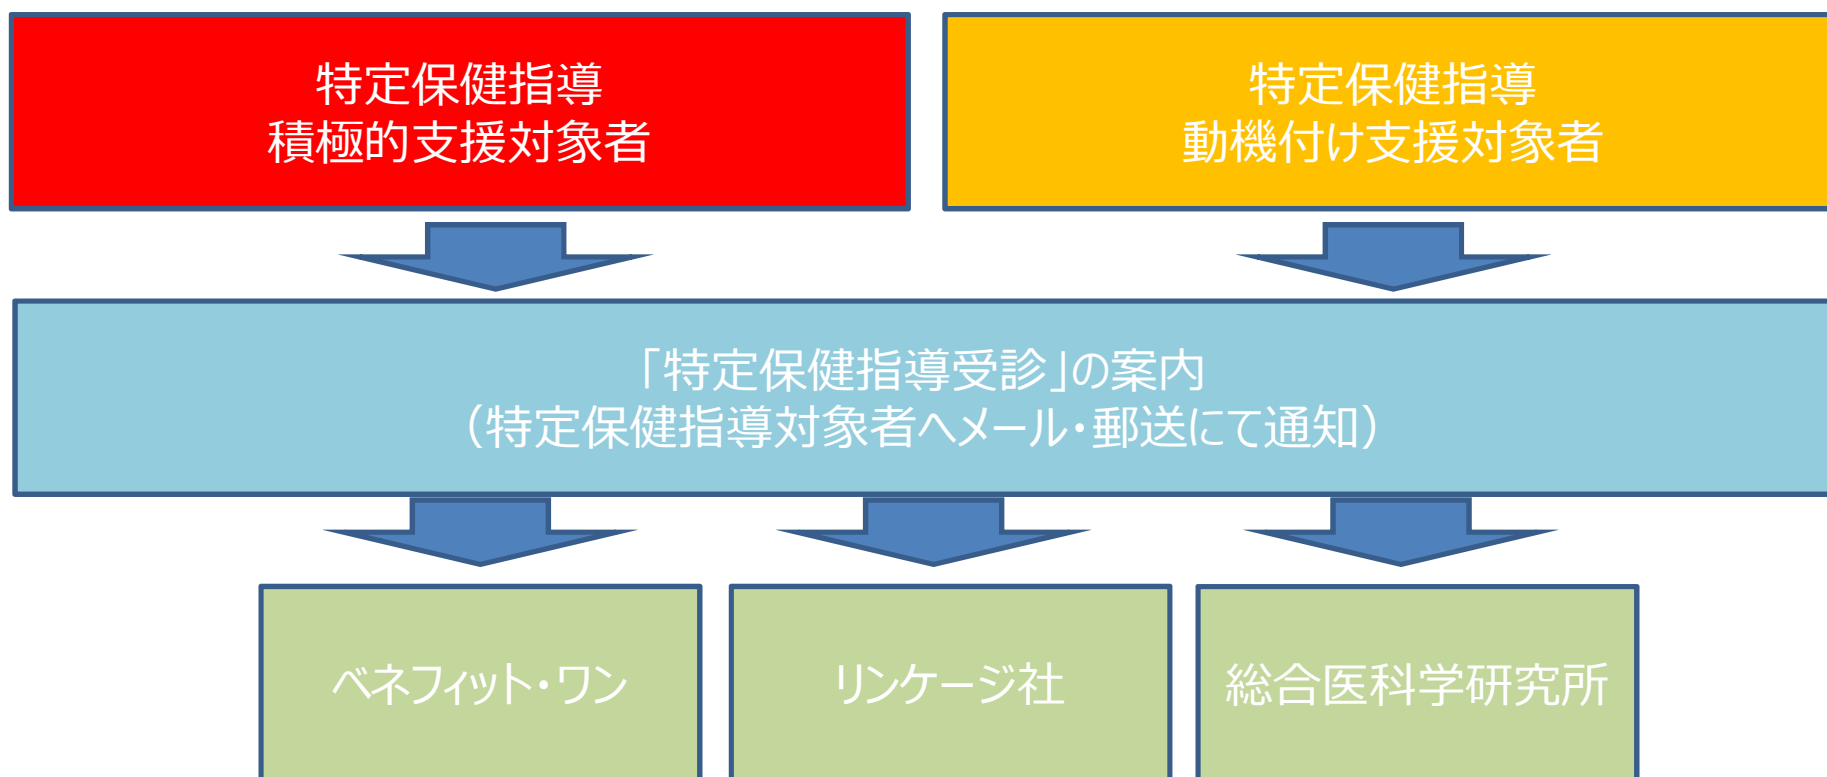 特定保健指導
積極的支援対象者
特定保健指導
動機付け支援対象者
「特定保健指導受診」の案内
（特定保健指導対象者へメール・郵送にて通知）
ベネフィット・ワン
リンケージ社
総合医科学研究所